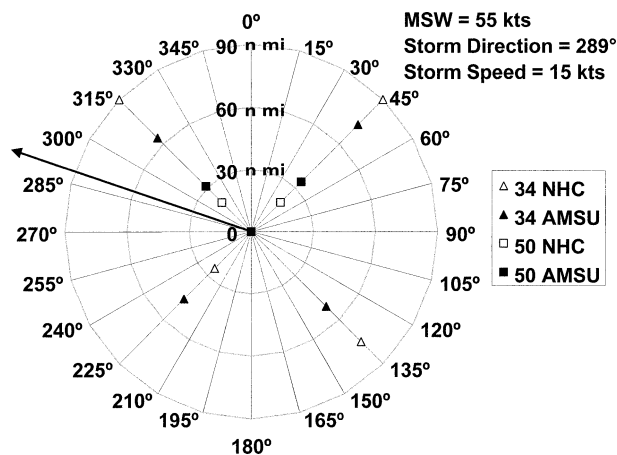 0º
MSW = 55 kts
Storm Direction = 289°
Storm Speed = 15 kts
345º
90 n mi
15º
330º
30º
315º
45º
60 n mi
300º
60º
30 n mi
285º
75º
270º
0
90º
255º
105º
240º
120º
225º
135º
210º
150º
195º
165º
180º
34 NHC
34 AMSU
50 NHC
50 AMSU